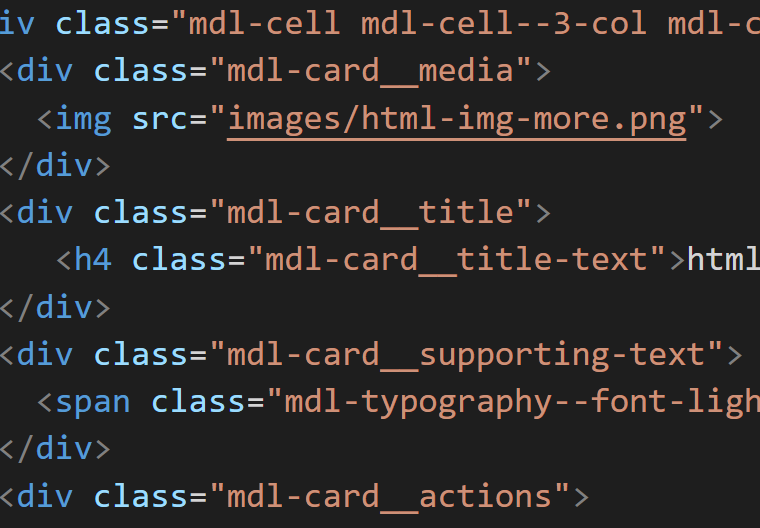 iv class="mdl-cell mdl-cell--3-col mdl-c
<div class="mdl-card__media">
<img src="images/html-img-more.png">
</div>
<div class="mdl-card__title">
<h4 class="mdl-card__title-text">html
</div>
<div class="mdl-card__supporting-text">
<span class="mdl-typography--font-ligh
</div>
<div class="mdl-card__actions">